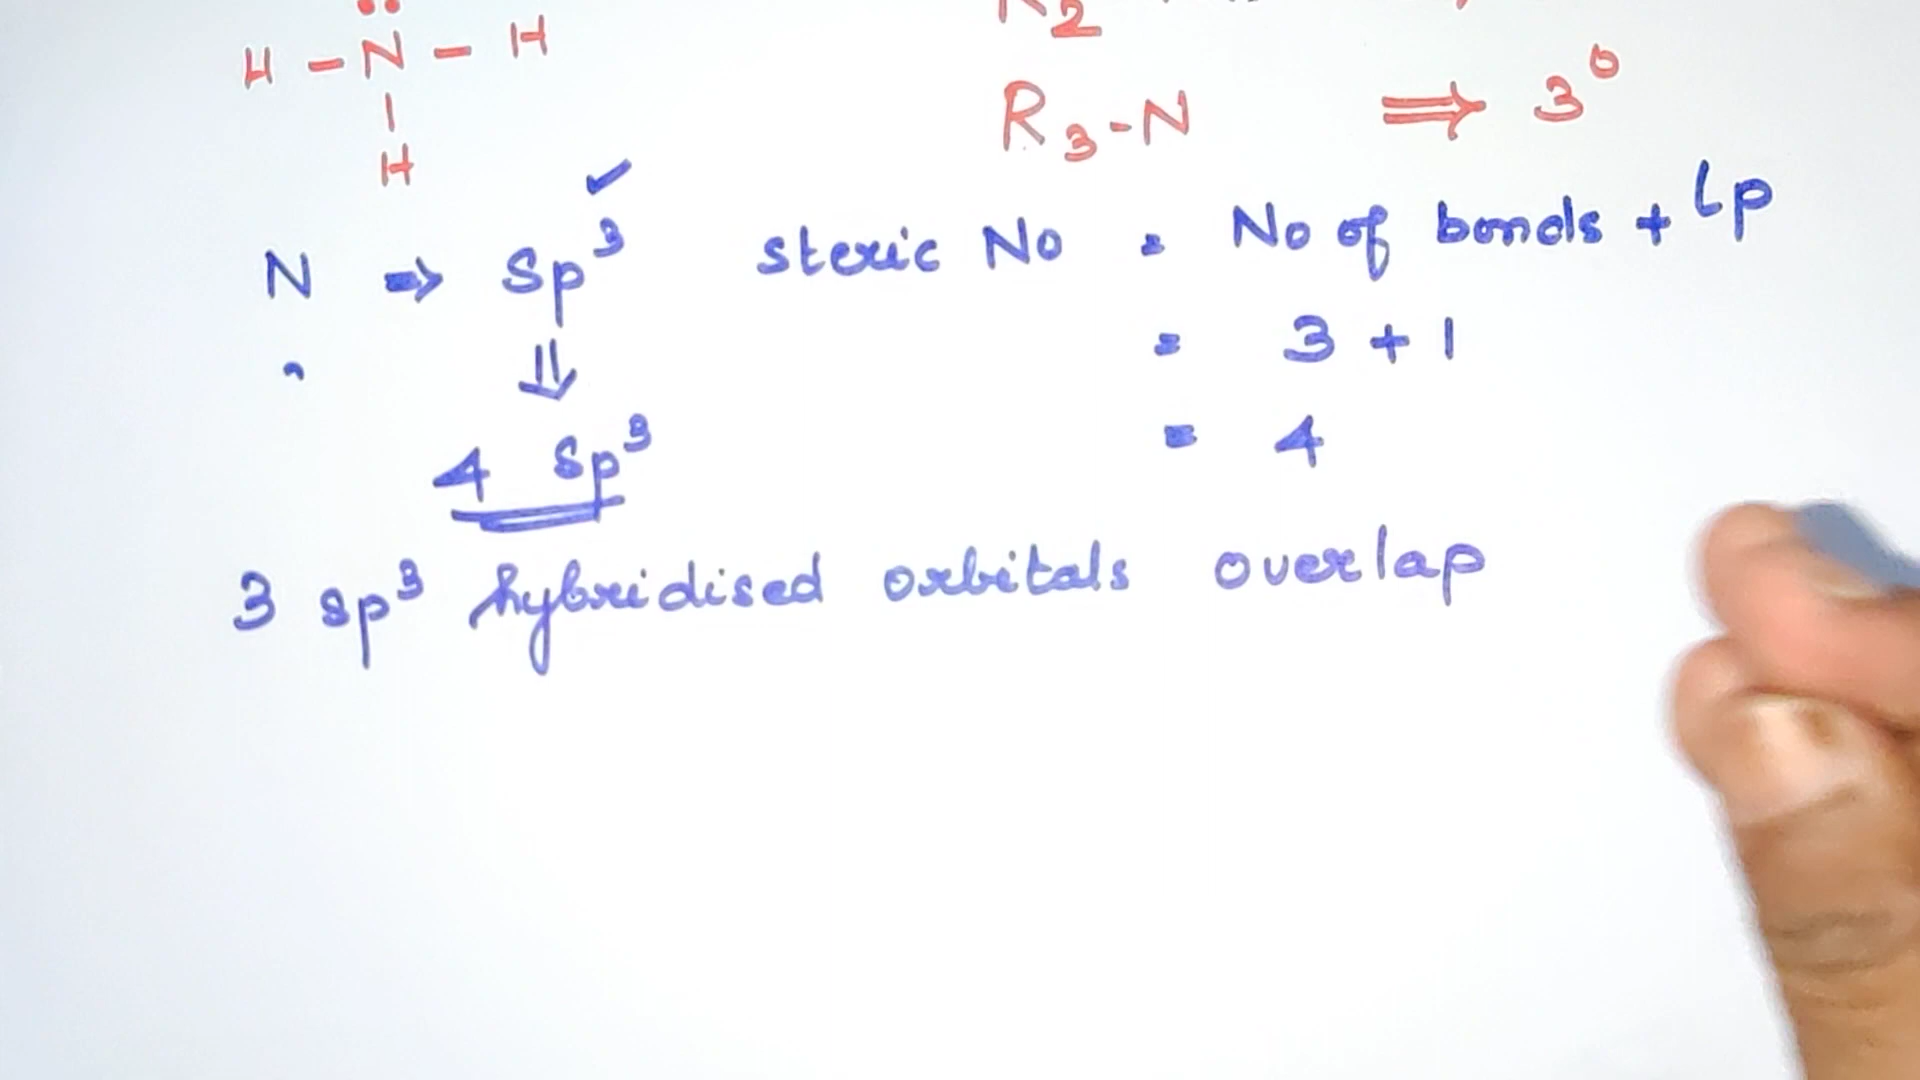 H - N - H
|
H
R3-N ⇒ 3°
N ⇒ Sp³ ✓
steric No = No of bonds + lp
= 3 + 1
= 4
⇓
4 Sp³
3 sp³ hybridised orbitals overlap